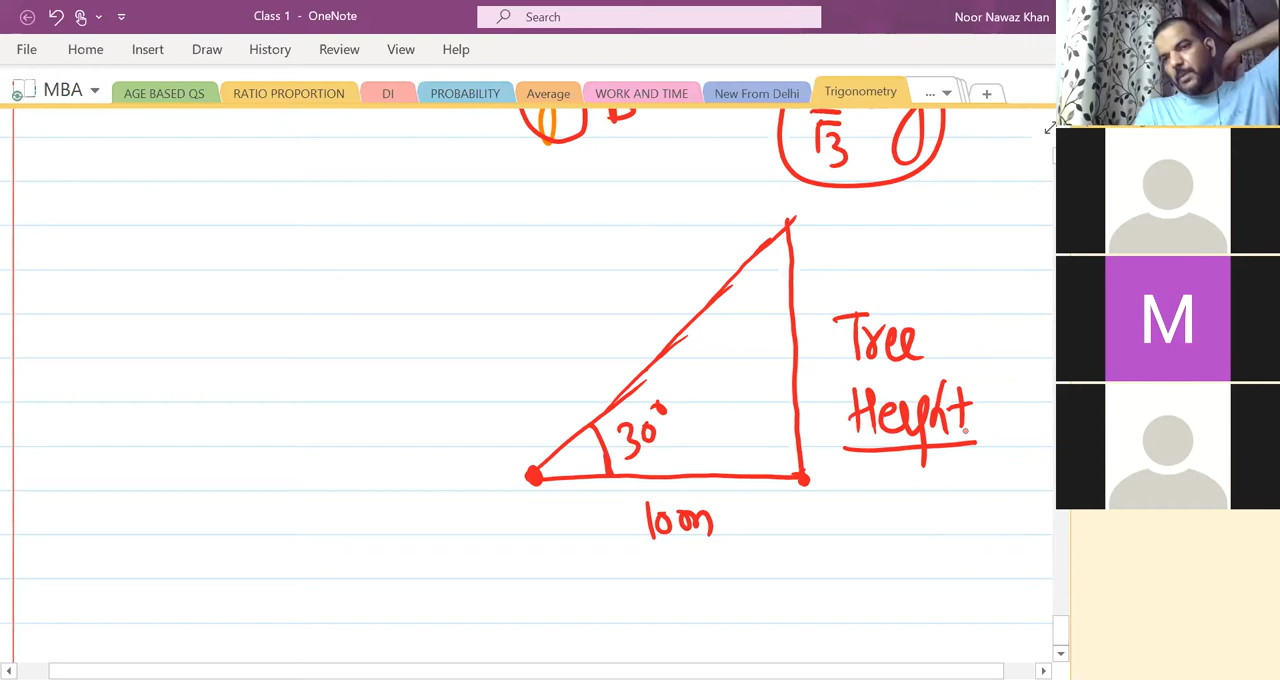 Class 1 - OneNote
Search
Noor Nawaz Khan
File Home Insert Draw History Review View Help
MBA
AGE BASED QS RATIO PROPORTION DI PROBABILITY Average WORK AND TIME New From Delhi Trigonometry ...
√3
30°
Tree
Height
100m
M